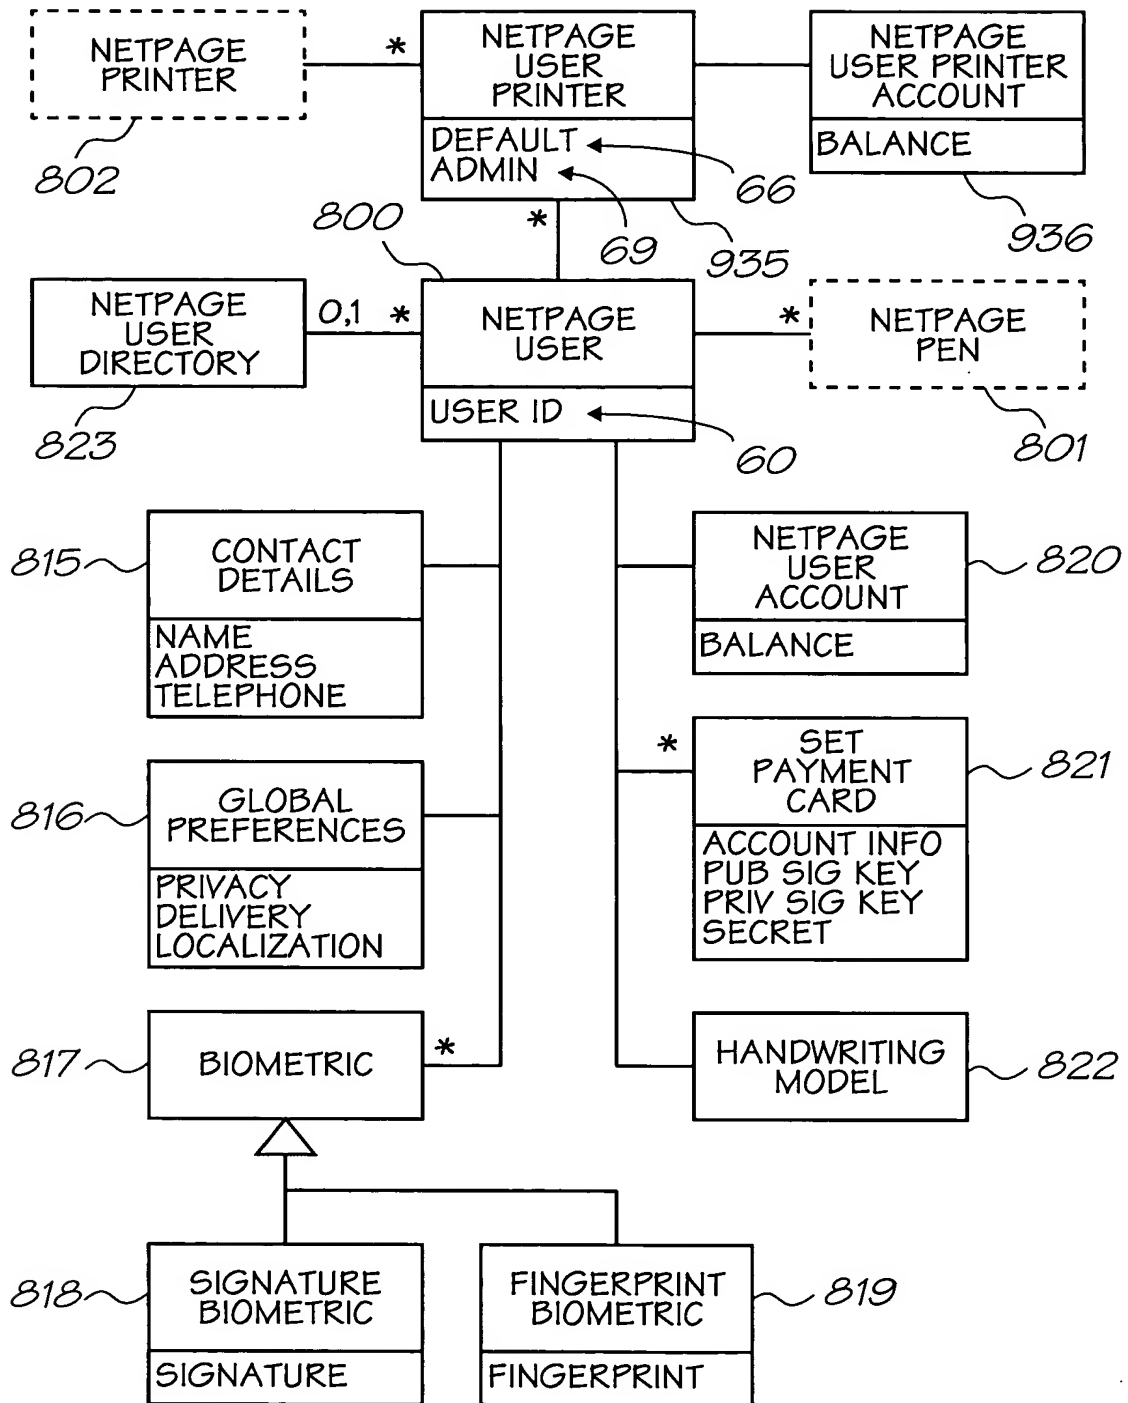 NETPAGE
PRINTER
802
*
NETPAGE
USER
PRINTER
DEFAULT
ADMIN
66
69
935
NETPAGE
USER PRINTER
ACCOUNT
BALANCE
936
*
800
NETPAGE
USER
DIRECTORY
823
0,1 *
NETPAGE
USER
USER ID
60
*
NETPAGE
PEN
801
815
CONTACT
DETAILS
NAME
ADDRESS
TELEPHONE
NETPAGE
USER
ACCOUNT
BALANCE
820
816
GLOBAL
PREFERENCES
PRIVACY
DELIVERY
LOCALIZATION
*
SET
PAYMENT
CARD
ACCOUNT INFO
PUB SIG KEY
PRIV SIG KEY
SECRET
821
817
BIOMETRIC
*
HANDWRITING
MODEL
822
818
SIGNATURE
BIOMETRIC
SIGNATURE
FINGERPRINT
BIOMETRIC
FINGERPRINT
819